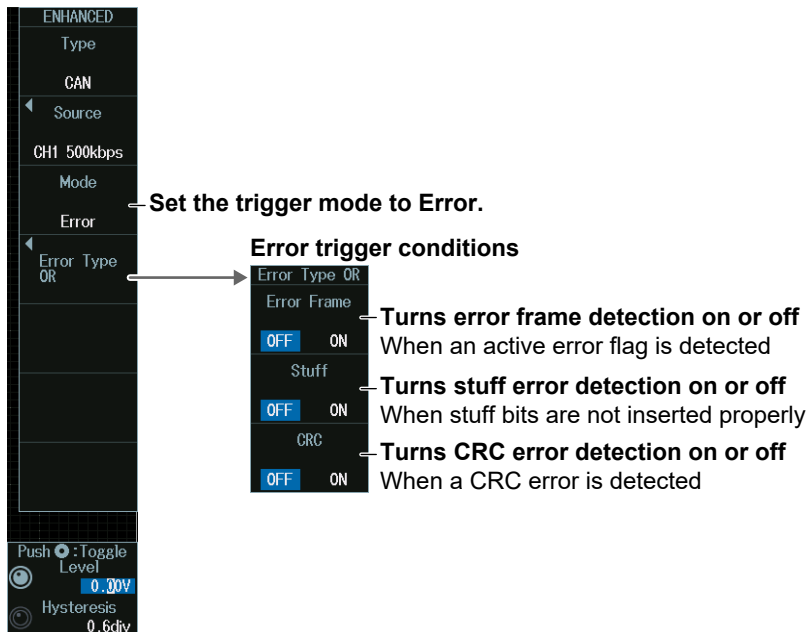 ENHANCED
Type
CAN
Source
CH1 500kbps
Mode
Error
Error Type
OR
Set the trigger mode to Error.
Error trigger conditions
Error Type OR
Error Frame
OFF ON
Turns error frame detection on or off
When an active error flag is detected
Stuff
OFF ON
Turns stuff error detection on or off
When stuff bits are not inserted properly
CRC
OFF ON
Turns CRC error detection on or off
When a CRC error is detected
Push :Toggle
Level
0.00V
Hysteresis
0.6div